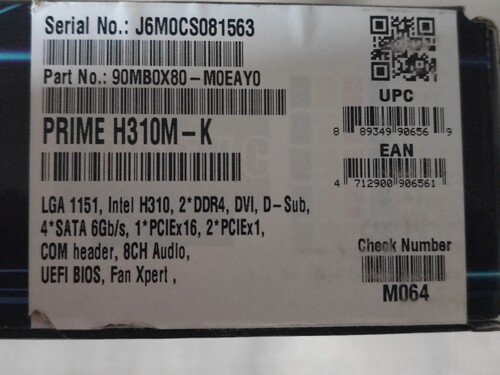 Serial No.: J6M0CS081563
Part No.: 90MB0X80-M0EAY0
UPC
8 89349 90656 9
PRIME H310M-K
EAN
4 712900 906561
LGA 1151, Intel H310, 2*DDR4, DVI, D-Sub,
4*SATA 6Gb/s, 1*PCIEx16, 2*PCIEx1,
COM header, 8CH Audio,
UEFI BIOS, Fan Xpert ,
Check Number
M064